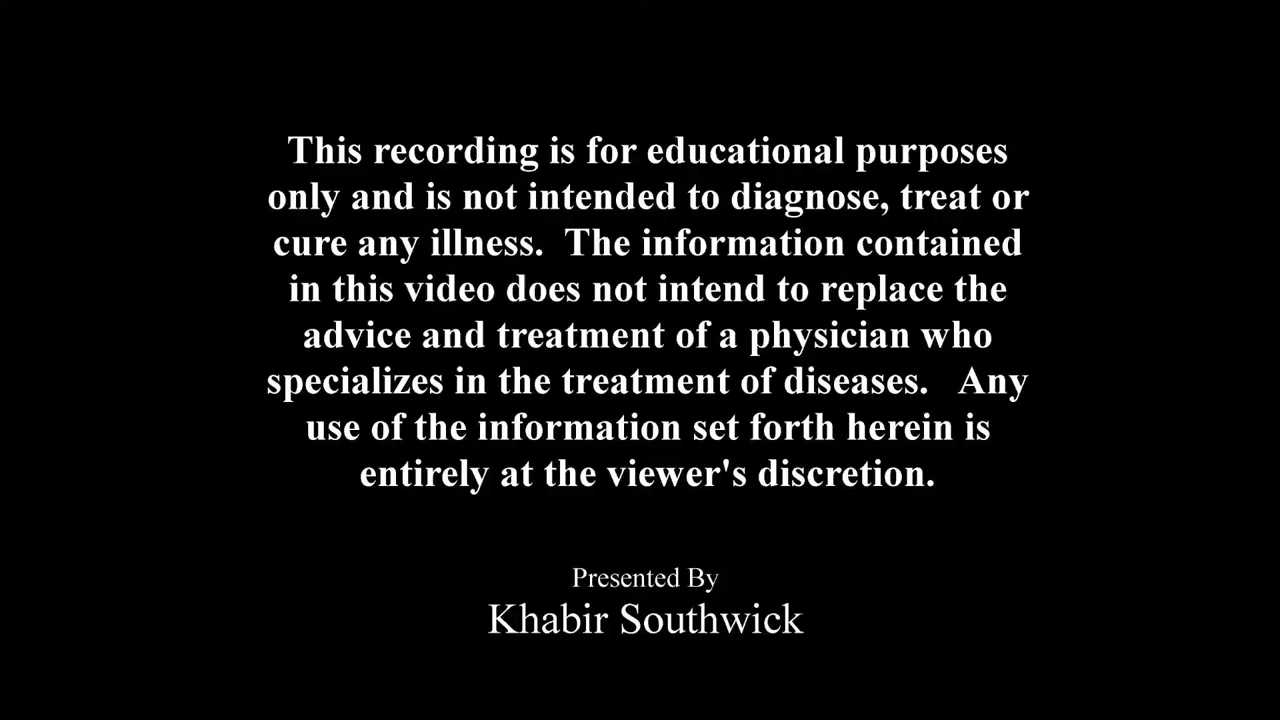 This recording is for educational purposes
only and is not intended to diagnose, treat or
cure any illness.  The information contained
in this video does not intend to replace the
advice and treatment of a physician who
specializes in the treatment of diseases.   Any
use of the information set forth herein is
entirely at the viewer's discretion.
Presented By
Khabir Southwick